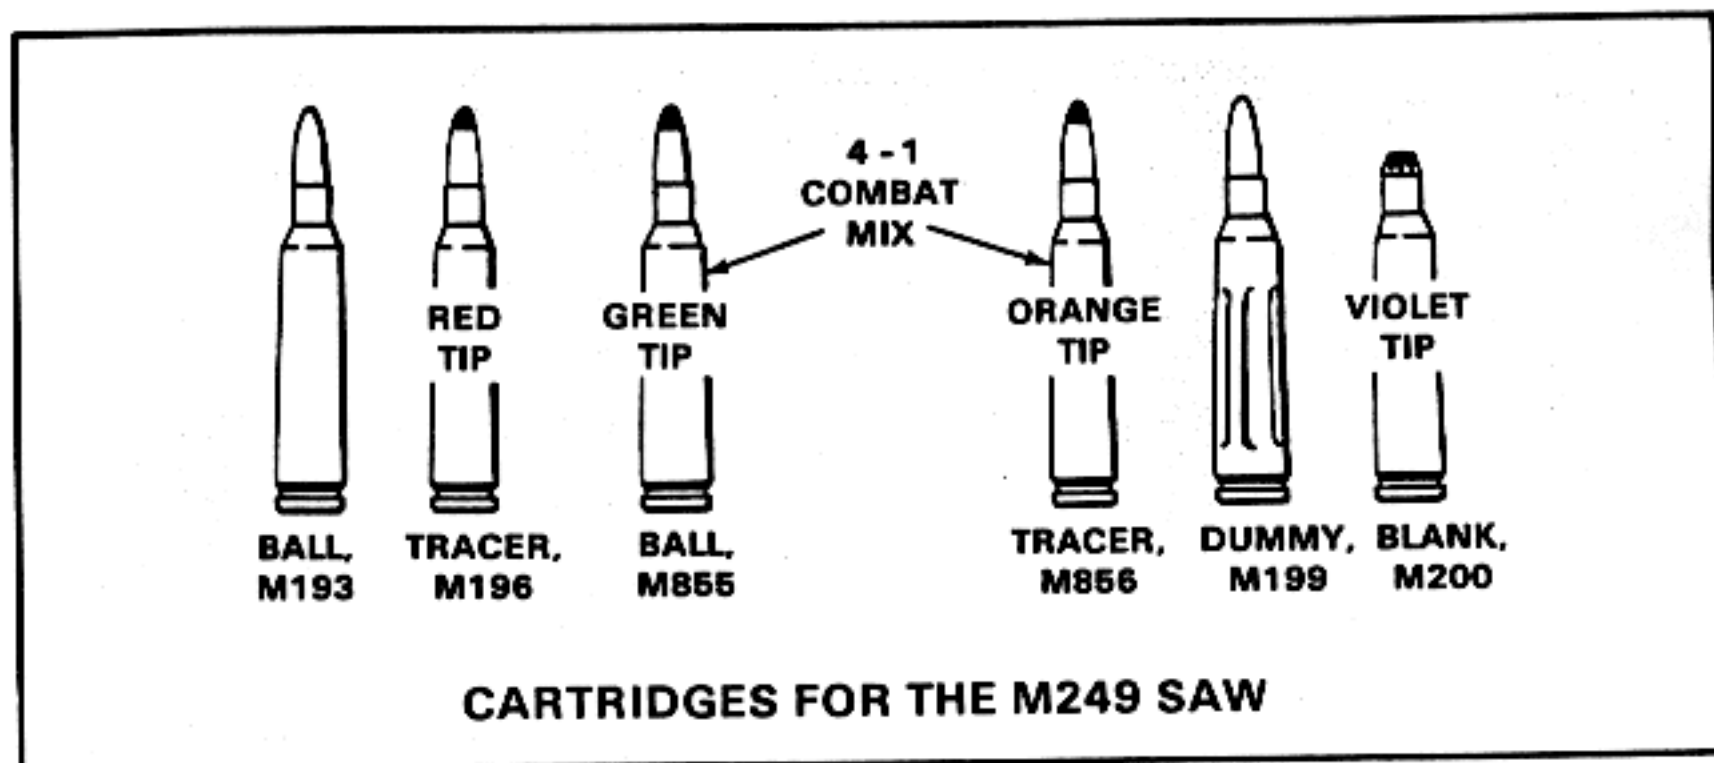 4 - 1
COMBAT
MIX
RED
TIP
GREEN
TIP
ORANGE
TIP
VIOLET
TIP
BALL,
M193
TRACER,
M196
BALL,
M855
TRACER,
M856
DUMMY,
M199
BLANK,
M200
CARTRIDGES FOR THE M249 SAW